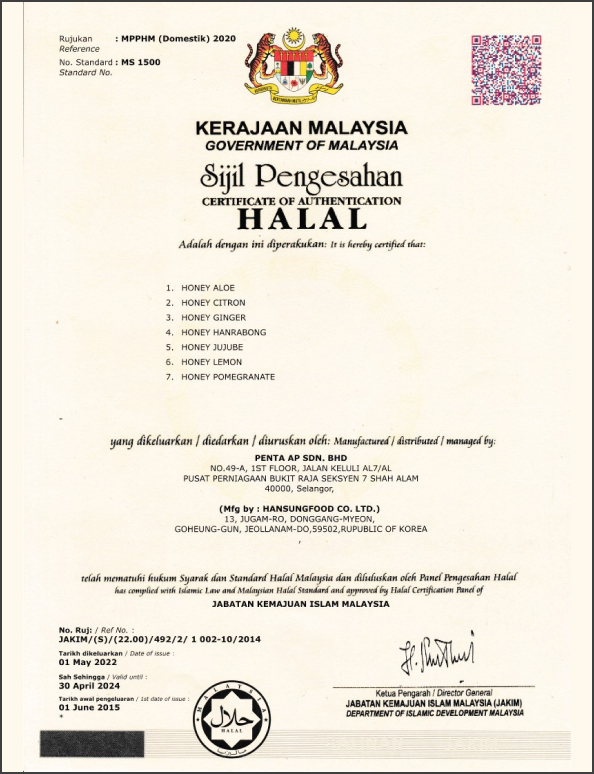 Rujukan : MPPHM (Domestik) 2020
Reference
No. Standard : MS 1500
Standard No.
KERAJAAN MALAYSIA
GOVERNMENT OF MALAYSIA
Sijil Pengesahan
CERTIFICATE OF AUTHENTICATION
HALAL
Adalah dengan ini diperakukan: It is hereby certified that:
1. HONEY ALOE
2. HONEY CITRON
3. HONEY GINGER
4. HONEY HANRABONG
5. HONEY JUJUBE
6. HONEY LEMON
7. HONEY POMEGRANATE
yang dikeluarkan / diedarkan / diuruskan oleh: Manufactured / distributed / managed by:
PENTA AP SDN. BHD
NO.49-A, 1ST FLOOR, JALAN KELULI AL7/AL
PUSAT PERNIAGAAN BUKIT RAJA SEKSYEN 7 SHAH ALAM
40000, Selangor,
(Mfg by : HANSUNGFOOD CO. LTD.)
13, JUGAM-RO, DONGGANG-MYEON,
GOHEUNG-GUN, JEOLLANAM-DO,59502,RUPUBLIC OF KOREA
,
telah mematuhi hukum Syarak dan Standard Halal Malaysia dan diluluskan oleh Panel Pengesahan Halal
has complied with Islamic Law and Malaysian Halal Standard and approved by Halal Certification Panel of
JABATAN KEMAJUAN ISLAM MALAYSIA
No. Ruj: / Ref No. :
JAKIM/(S)/(22.00)/492/2/ 1 002-10/2014
Tarikh dikeluarkan / Date of issue :
01 May 2022
Sah Sehingga / Valid until :
30 April 2024
Tarikh awal pengeluaran / 1st date of issue :
01 June 2015
*
MALAYSIA
حلال
HALAL
ماليزيا
Ketua Pengarah / Director General
JABATAN KEMAJUAN ISLAM MALAYSIA (JAKIM)
DEPARTMENT OF ISLAMIC DEVELOPMENT MALAYSIA